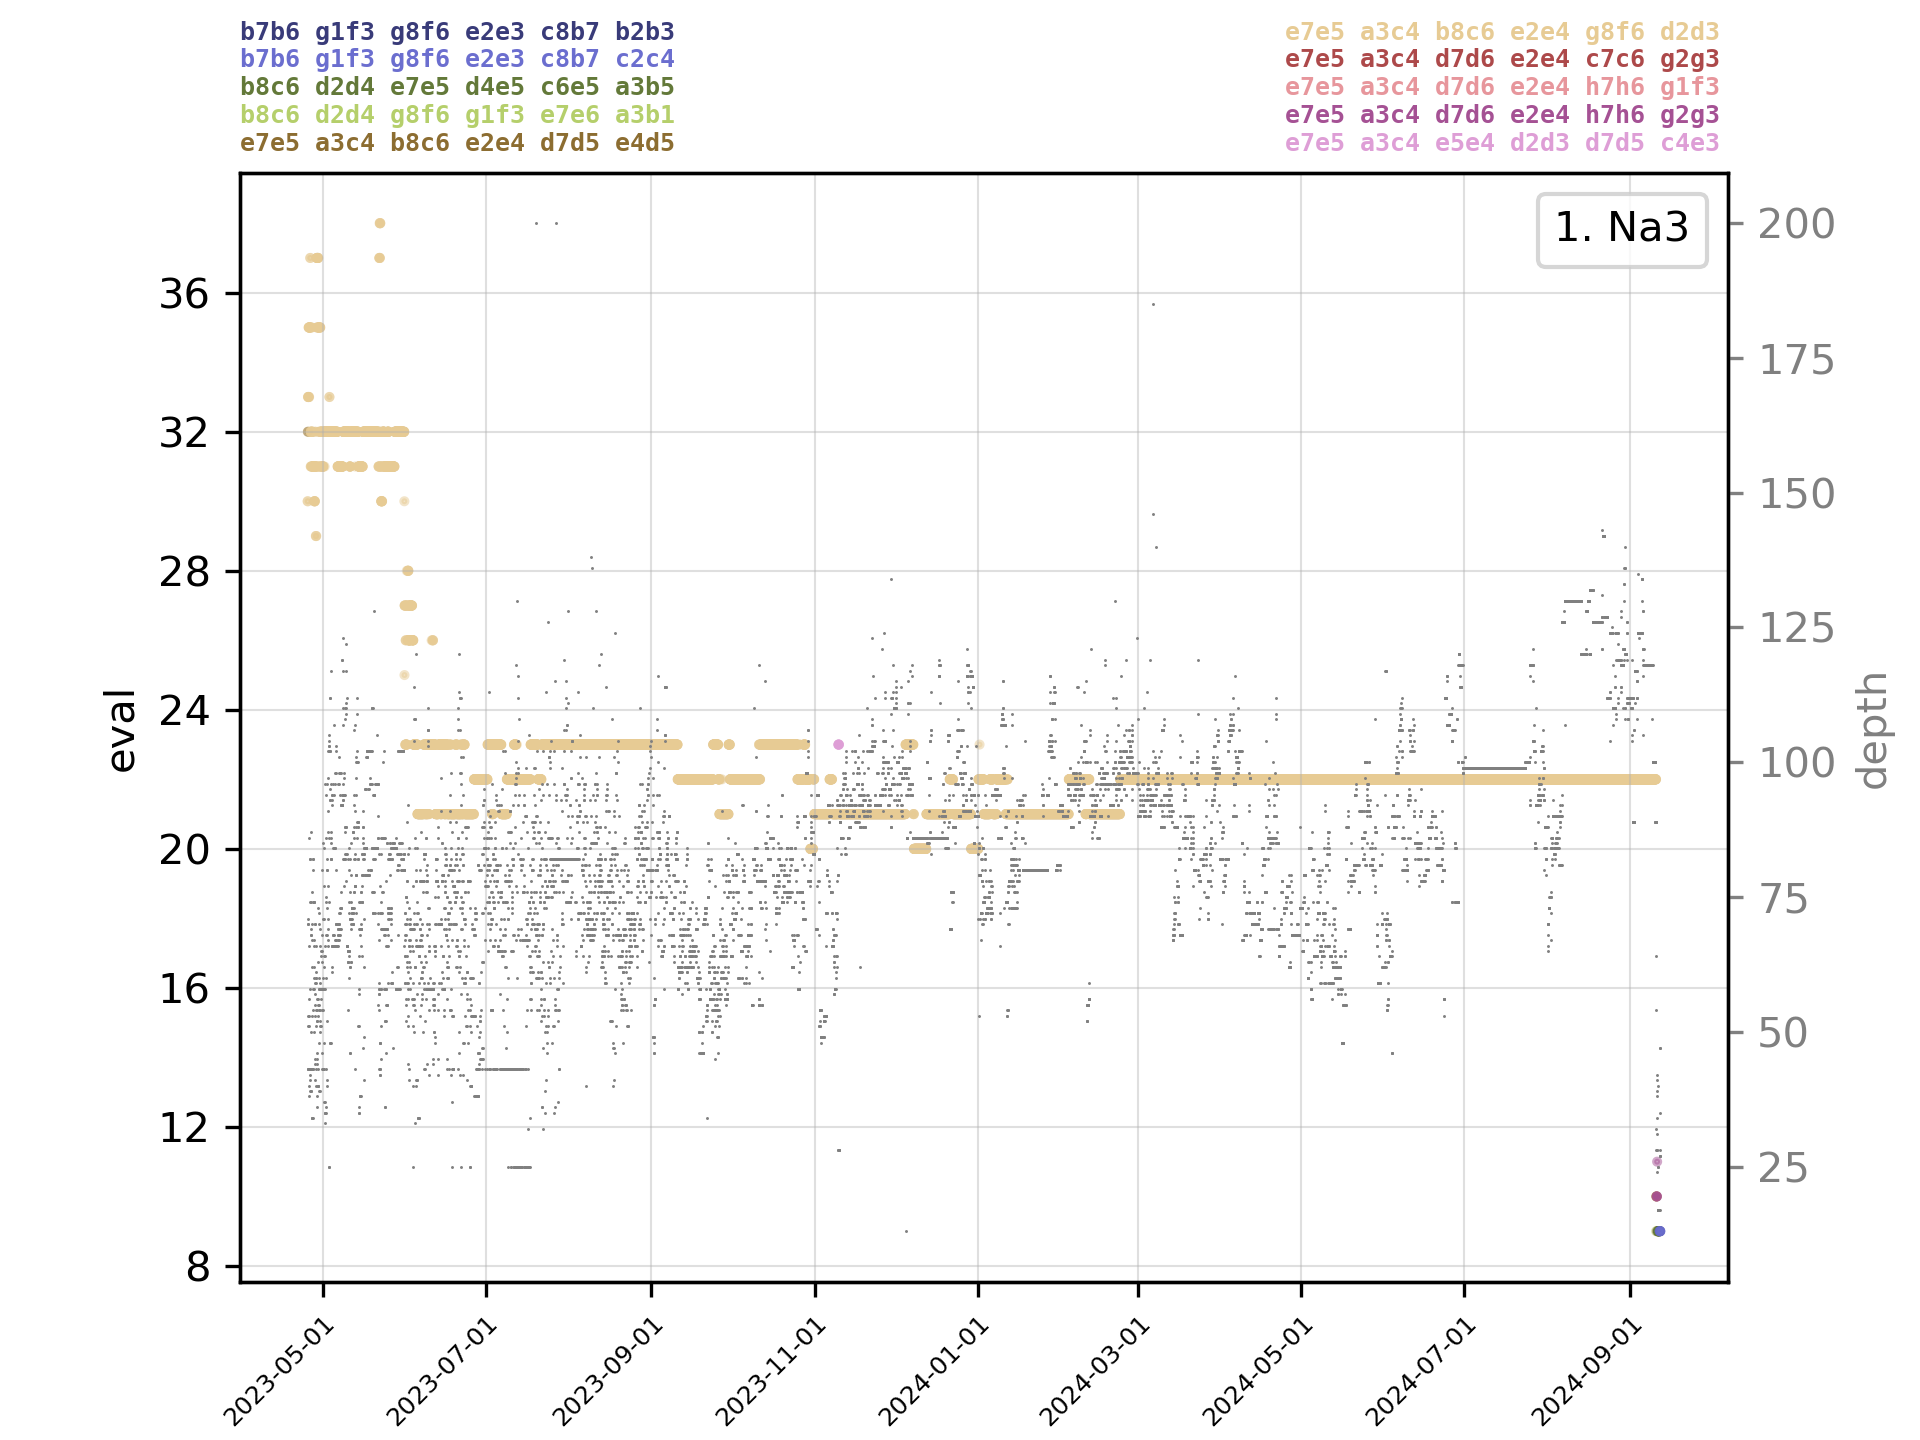 b7b6 g1f3 g8f6 e2e3 c8b7 b2b3
b7b6 g1f3 g8f6 e2e3 c8b7 c2c4
b8c6 d2d4 e7e5 d4e5 c6e5 a3b5
b8c6 d2d4 g8f6 g1f3 e7e6 a3b1
e7e5 a3c4 b8c6 e2e4 d7d5 e4d5
e7e5 a3c4 b8c6 e2e4 g8f6 d2d3
e7e5 a3c4 d7d6 e2e4 c7c6 g2g3
e7e5 a3c4 d7d6 e2e4 h7h6 g1f3
e7e5 a3c4 d7d6 e2e4 h7h6 g2g3
e7e5 a3c4 e5e4 d2d3 d7d5 c4e3
1. Na3
eval
36
32
28
24
20
16
12
8
depth
200
175
150
125
100
75
50
25
2023-05-01
2023-07-01
2023-09-01
2023-11-01
2024-01-01
2024-03-01
2024-05-01
2024-07-01
2024-09-01